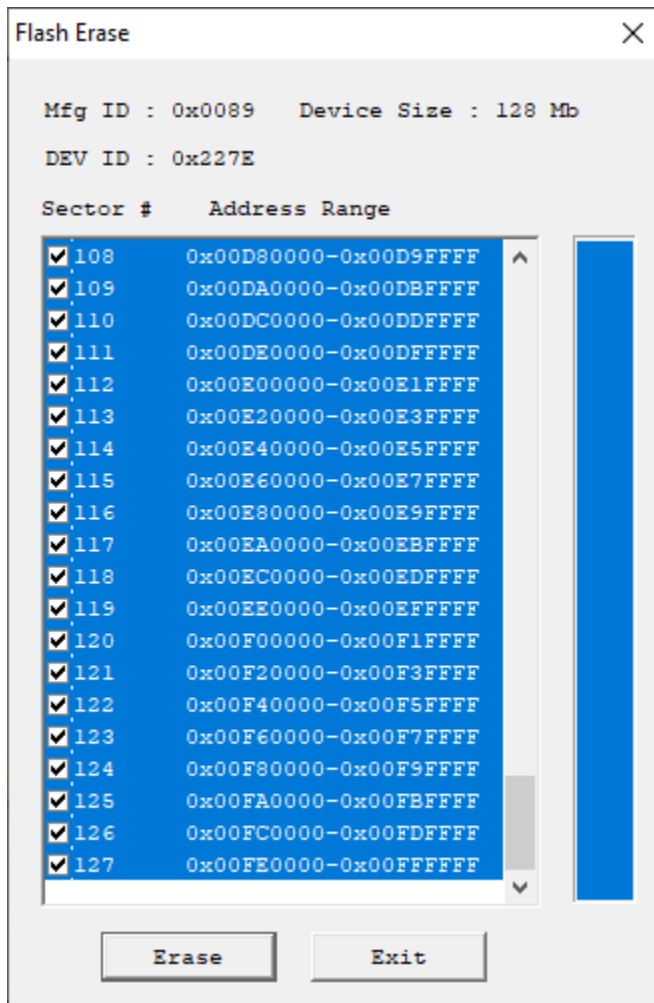 Flash Erase
Mfg ID : 0x0089 Device Size : 128 Mb
DEV ID : 0x227E
Sector # Address Range
108 0x00D80000-0x00D9FFFF
109 0x00DA0000-0x00DBFFFF
110 0x00DC0000-0x00DDFFFF
111 0x00DE0000-0x00DFFFFF
112 0x00E00000-0x00E1FFFF
113 0x00E20000-0x00E3FFFF
114 0x00E40000-0x00E5FFFF
115 0x00E60000-0x00E7FFFF
116 0x00E80000-0x00E9FFFF
117 0x00EA0000-0x00EBFFFF
118 0x00EC0000-0x00EDFFFF
119 0x00EE0000-0x00EFFFFF
120 0x00F00000-0x00F1FFFF
121 0x00F20000-0x00F3FFFF
122 0x00F40000-0x00F5FFFF
123 0x00F60000-0x00F7FFFF
124 0x00F80000-0x00F9FFFF
125 0x00FA0000-0x00FBFFFF
126 0x00FC0000-0x00FDFFFF
127 0x00FE0000-0x00FFFFFF
Erase Exit